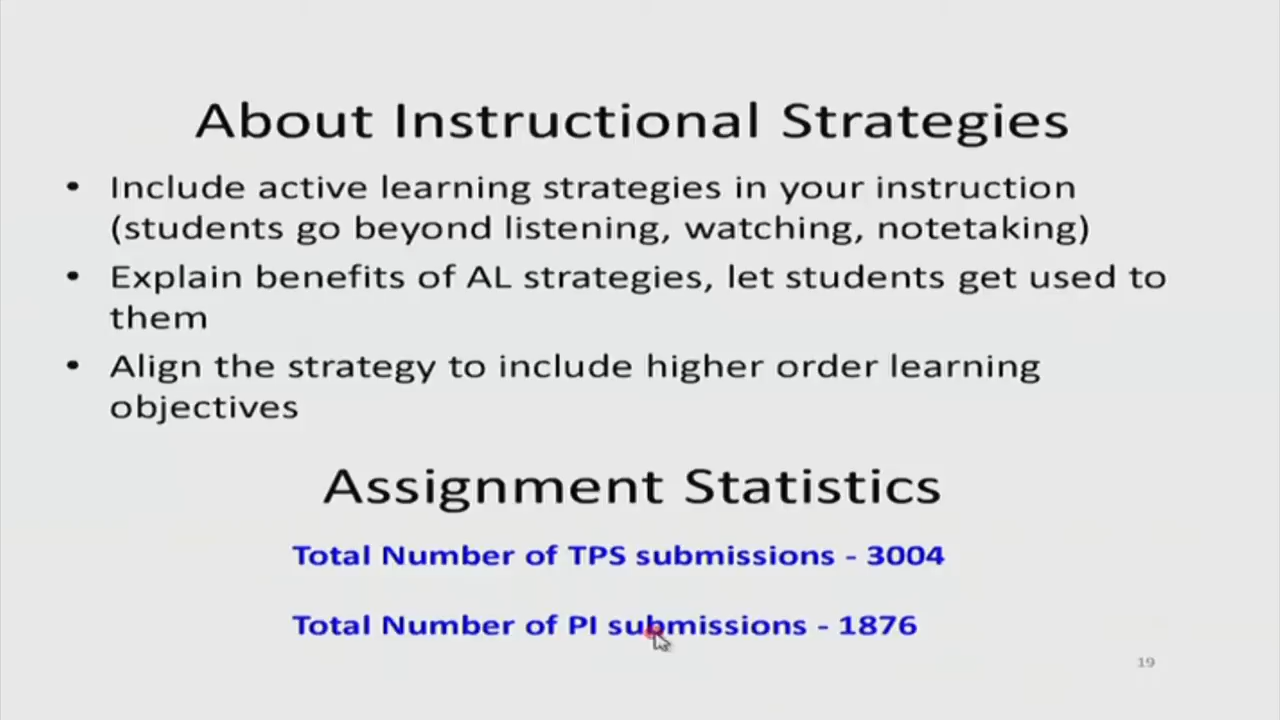 About Instructional Strategies
• Include active learning strategies in your instruction
(students go beyond listening, watching, notetaking)
• Explain benefits of AL strategies, let students get used to
them
• Align the strategy to include higher order learning
objectives
Assignment Statistics
Total Number of TPS submissions - 3004
Total Number of PI submissions - 1876
19